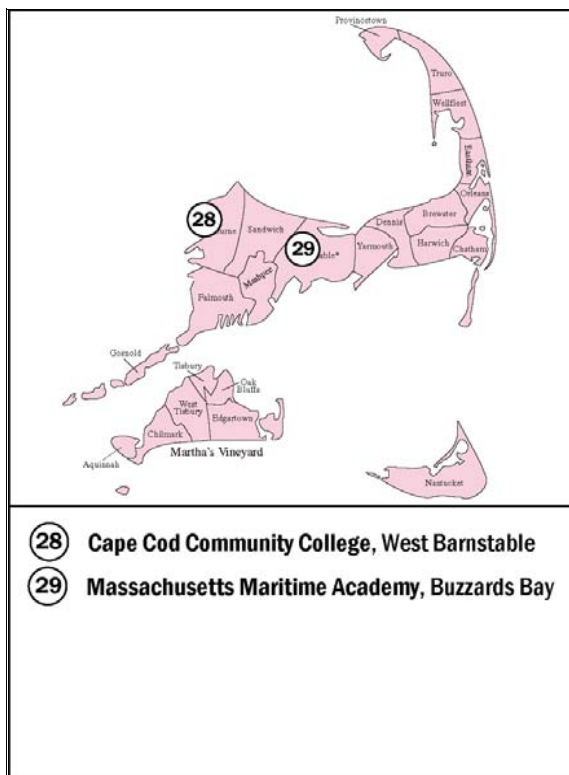 Provincetown
Truro
Wellfleet
Eastham
Orleans
28
urne
Sandwich
29
able*
Dennis
Brewster
Yarmouth
Harwich
Chatham
Mashpee
Falmouth
Gosnold
Tisbury
Oak
Bluffs
West
Tisbury
Edgartown
Chilmark
Martha's Vineyard
Aquinnah
Nantucket
28 Cape Cod Community College, West Barnstable
29 Massachusetts Maritime Academy, Buzzards Bay